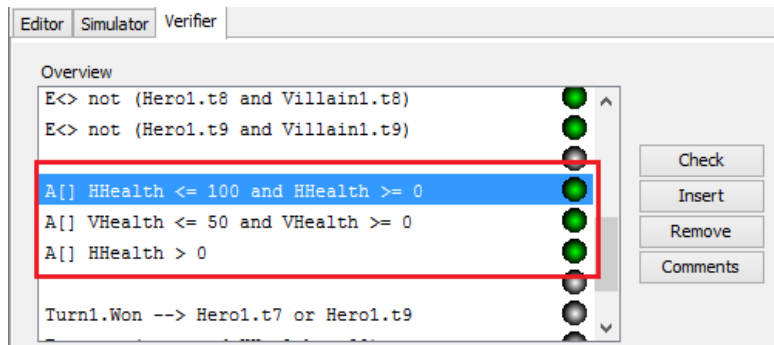 Editor Simulator Verifier
Overview
E<> not (Hero1.t8 and Villain1.t8)
E<> not (Hero1.t9 and Villain1.t9)
A[] HHealth <= 100 and HHealth >= 0
A[] VHealth <= 50 and VHealth >= 0
A[] HHealth > 0
Turn1.Won --> Hero1.t7 or Hero1.t9
Check
Insert
Remove
Comments